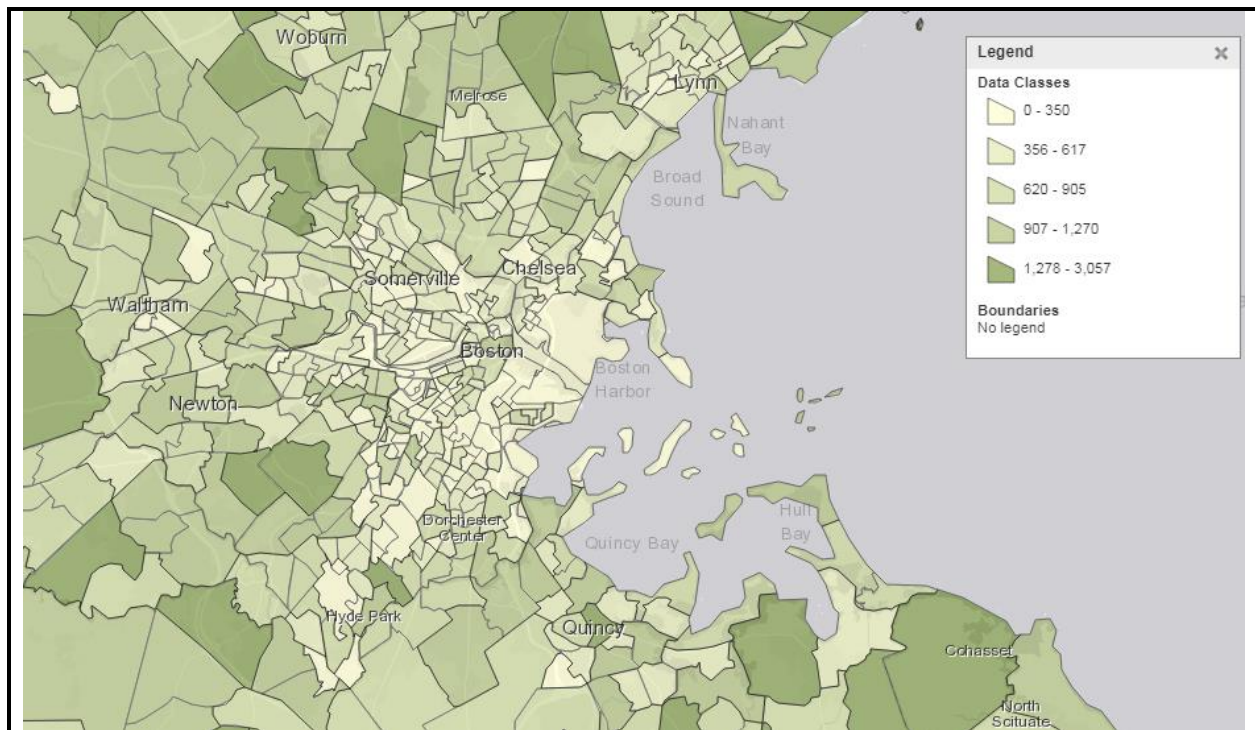 Woburn
Melrose
Lynn
Nahant
Bay
Broad
Sound
Somerville
Chelsea
Waltham
Boston
Boston
Harbor
Newton
Dorchester
Center
Quincy Bay
Hull
Bay
Hyde Park
Quincy
Cohasset
North
Scituate
Legend
Data Classes
0 - 350
356 - 617
620 - 905
907 - 1,270
1,278 - 3,057
Boundaries
No legend